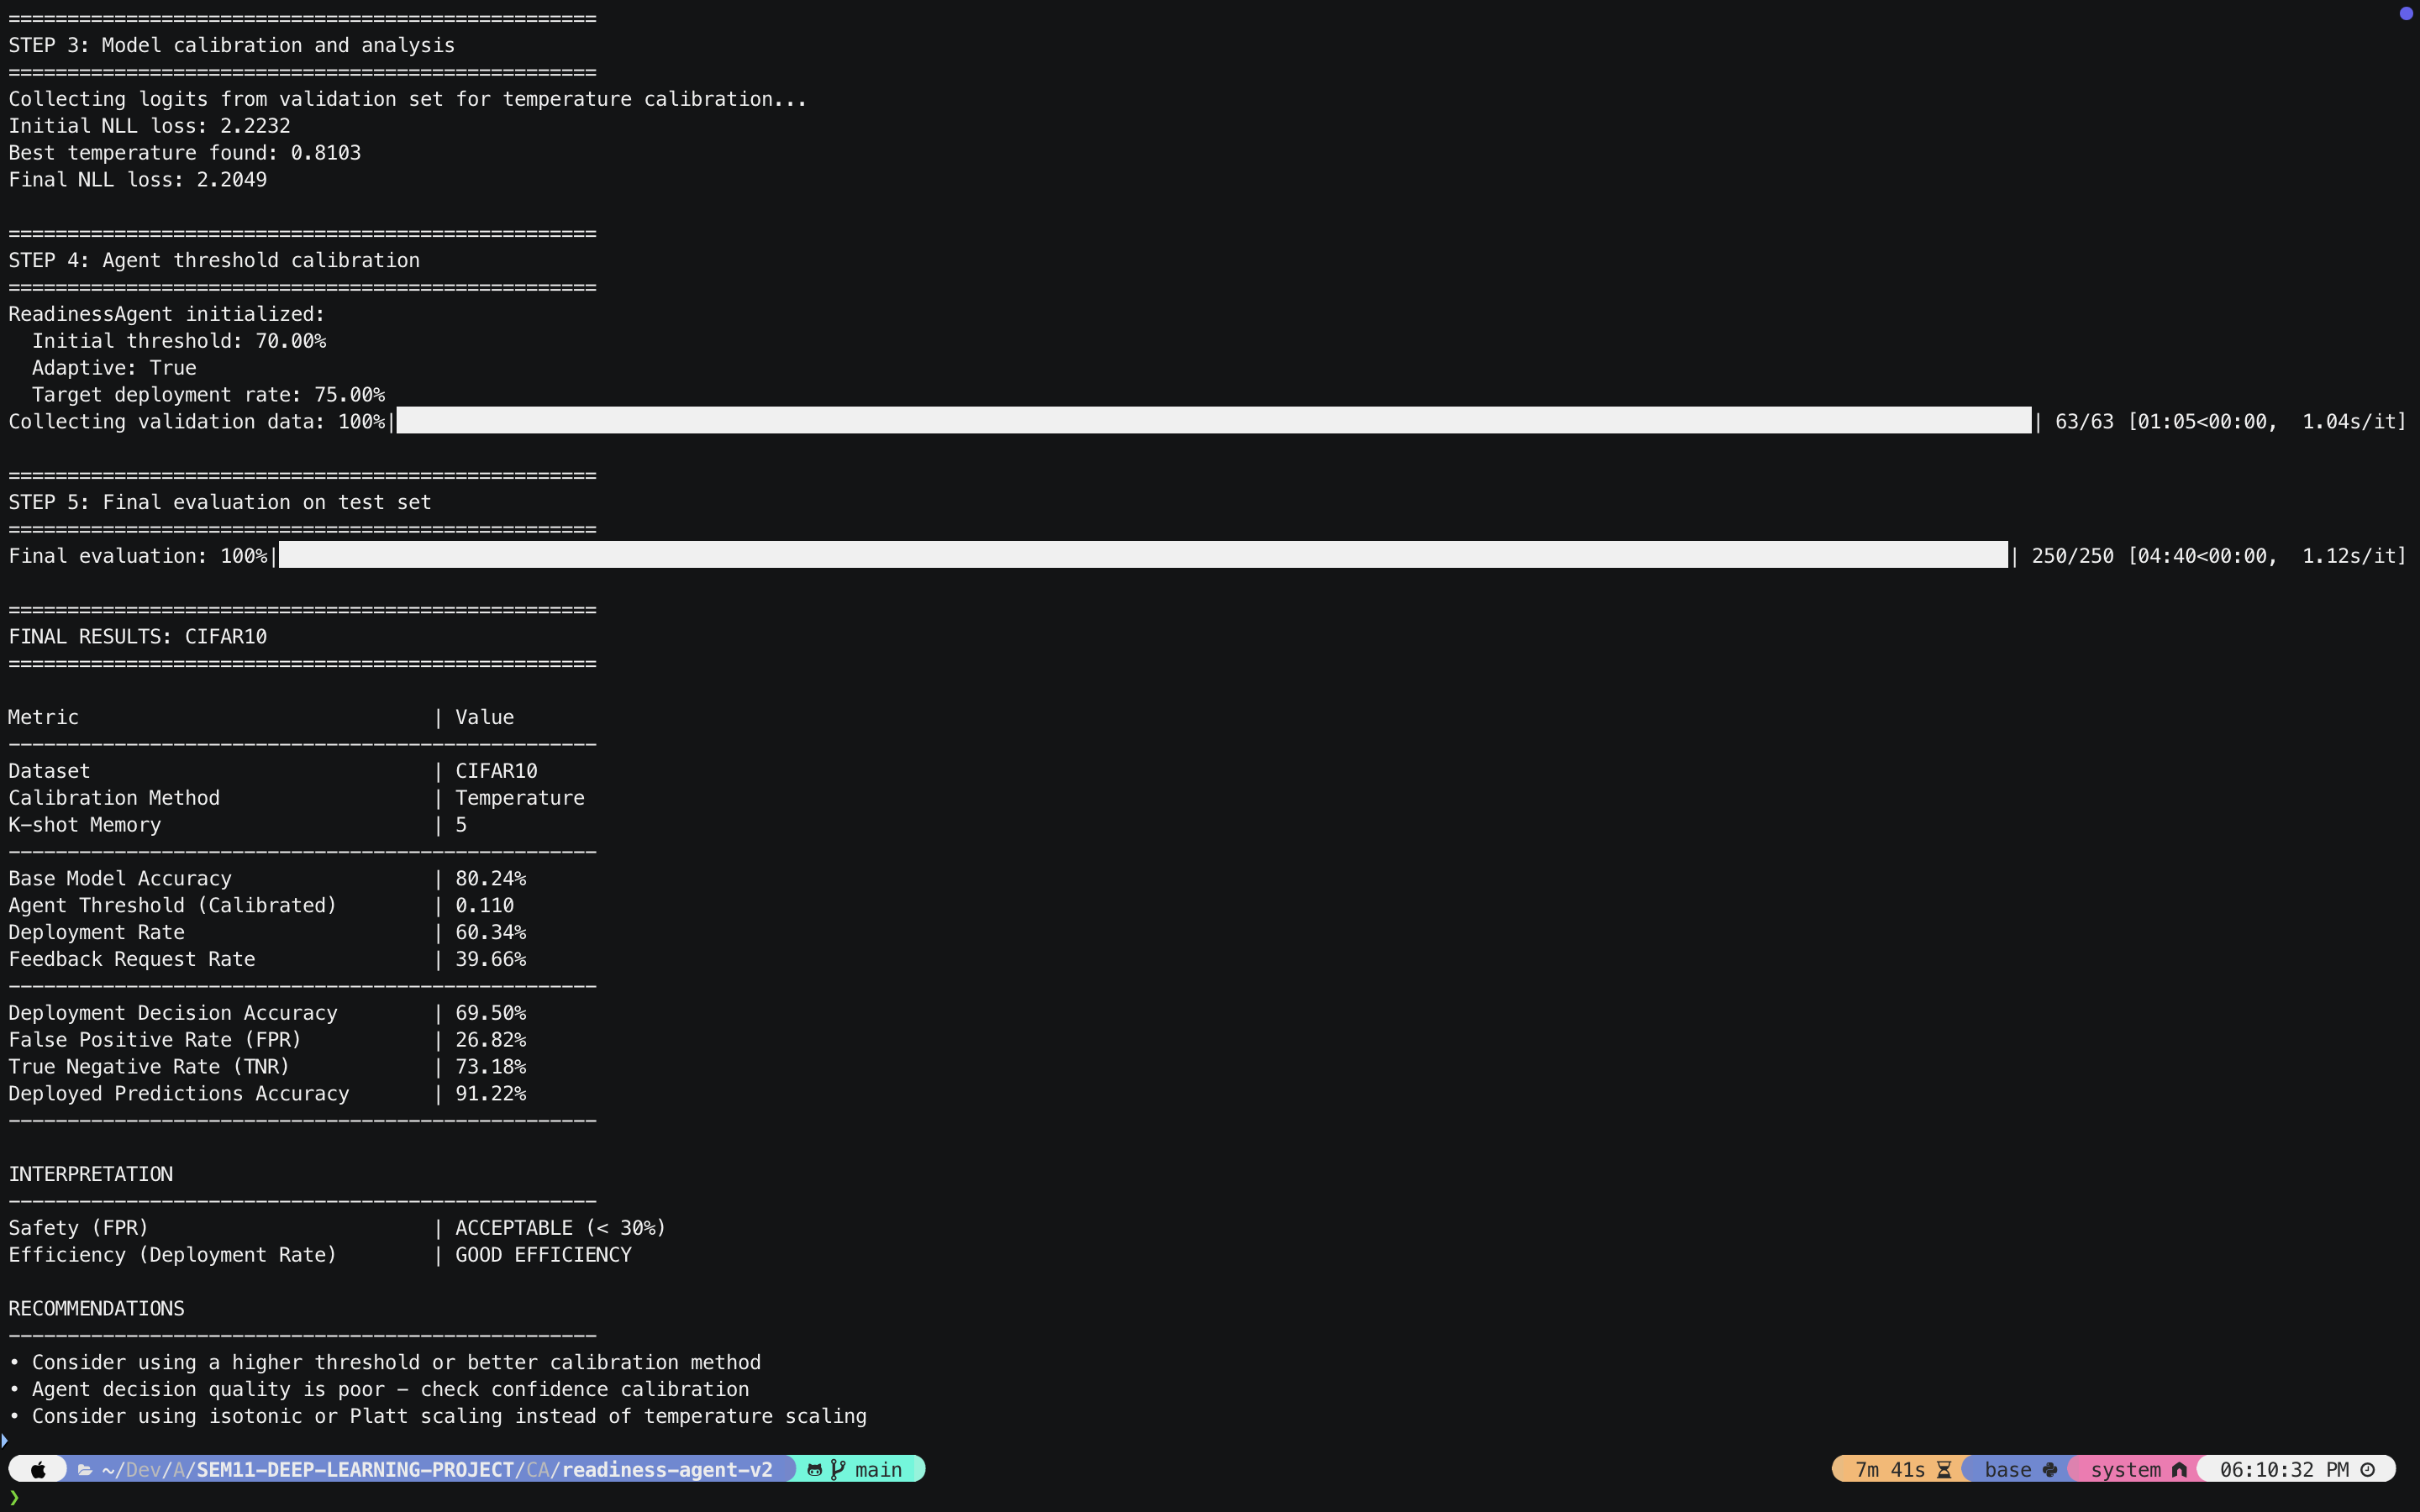 ==================================================
STEP 3: Model calibration and analysis
==================================================
Collecting logits from validation set for temperature calibration...
Initial NLL loss: 2.2232
Best temperature found: 0.8103
Final NLL loss: 2.2049
==================================================
STEP 4: Agent threshold calibration
==================================================
ReadinessAgent initialized:
Initial threshold: 70.00%
Adaptive: True
Target deployment rate: 75.00%
Collecting validation data: 100%| | 63/63 [01:05<00:00, 1.04s/it]
==================================================
STEP 5: Final evaluation on test set
==================================================
Final evaluation: 100%| | 250/250 [04:40<00:00, 1.12s/it]
==================================================
FINAL RESULTS: CIFAR10
==================================================
Metric | Value
--------------------------------------------------
Dataset | CIFAR10
Calibration Method | Temperature
K-shot Memory | 5
--------------------------------------------------
Base Model Accuracy | 80.24%
Agent Threshold (Calibrated) | 0.110
Deployment Rate | 60.34%
Feedback Request Rate | 39.66%
--------------------------------------------------
Deployment Decision Accuracy | 69.50%
False Positive Rate (FPR) | 26.82%
True Negative Rate (TNR) | 73.18%
Deployed Predictions Accuracy | 91.22%
--------------------------------------------------
INTERPRETATION
--------------------------------------------------
Safety (FPR) | ACCEPTABLE (< 30%)
Efficiency (Deployment Rate) | GOOD EFFICIENCY
RECOMMENDATIONS
--------------------------------------------------
• Consider using a higher threshold or better calibration method
• Agent decision quality is poor - check confidence calibration
• Consider using isotonic or Platt scaling instead of temperature scaling
~/Dev/A/SEM11-DEEP-LEARNING-PROJECT/CA/readiness-agent-v2 main 7m 41s base system 06:10:32 PM
❯